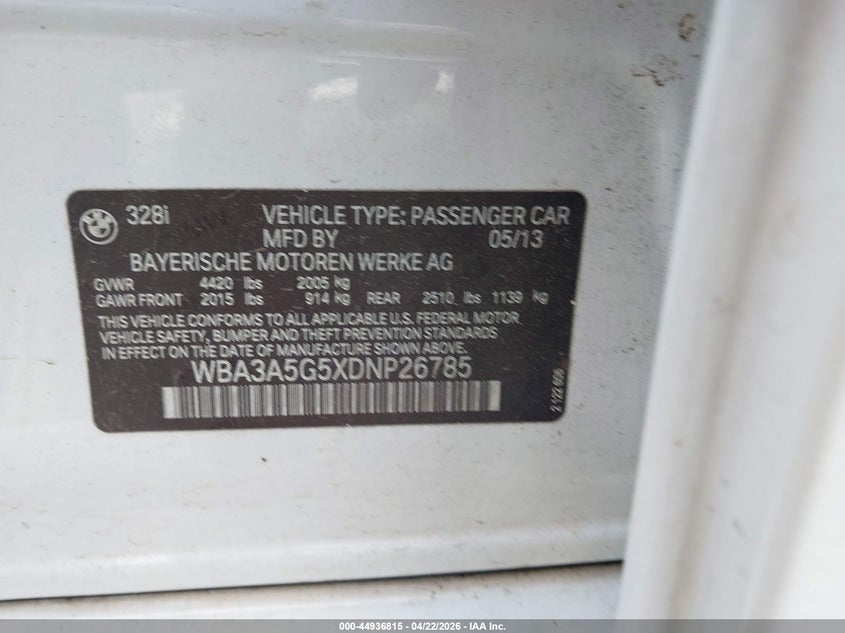 328i VEHICLE TYPE: PASSENGER CAR
MFD BY 05/13
BAYERISCHE MOTOREN WERKE AG
GVWR 4420 lbs 2005 kg
GAWR FRONT 2015 lbs 914 kg REAR 2510 lbs 1139 kg
THIS VEHICLE CONFORMS TO ALL APPLICABLE U.S. FEDERAL MOTOR
VEHICLE SAFETY, BUMPER AND THEFT PREVENTION STANDARDS
IN EFFECT ON THE DATE OF MANUFACTURE SHOWN ABOVE.
WBA3A5G5XDNP26785
2 122 606
000-44936815 - 04/22/2026 - IAA Inc.